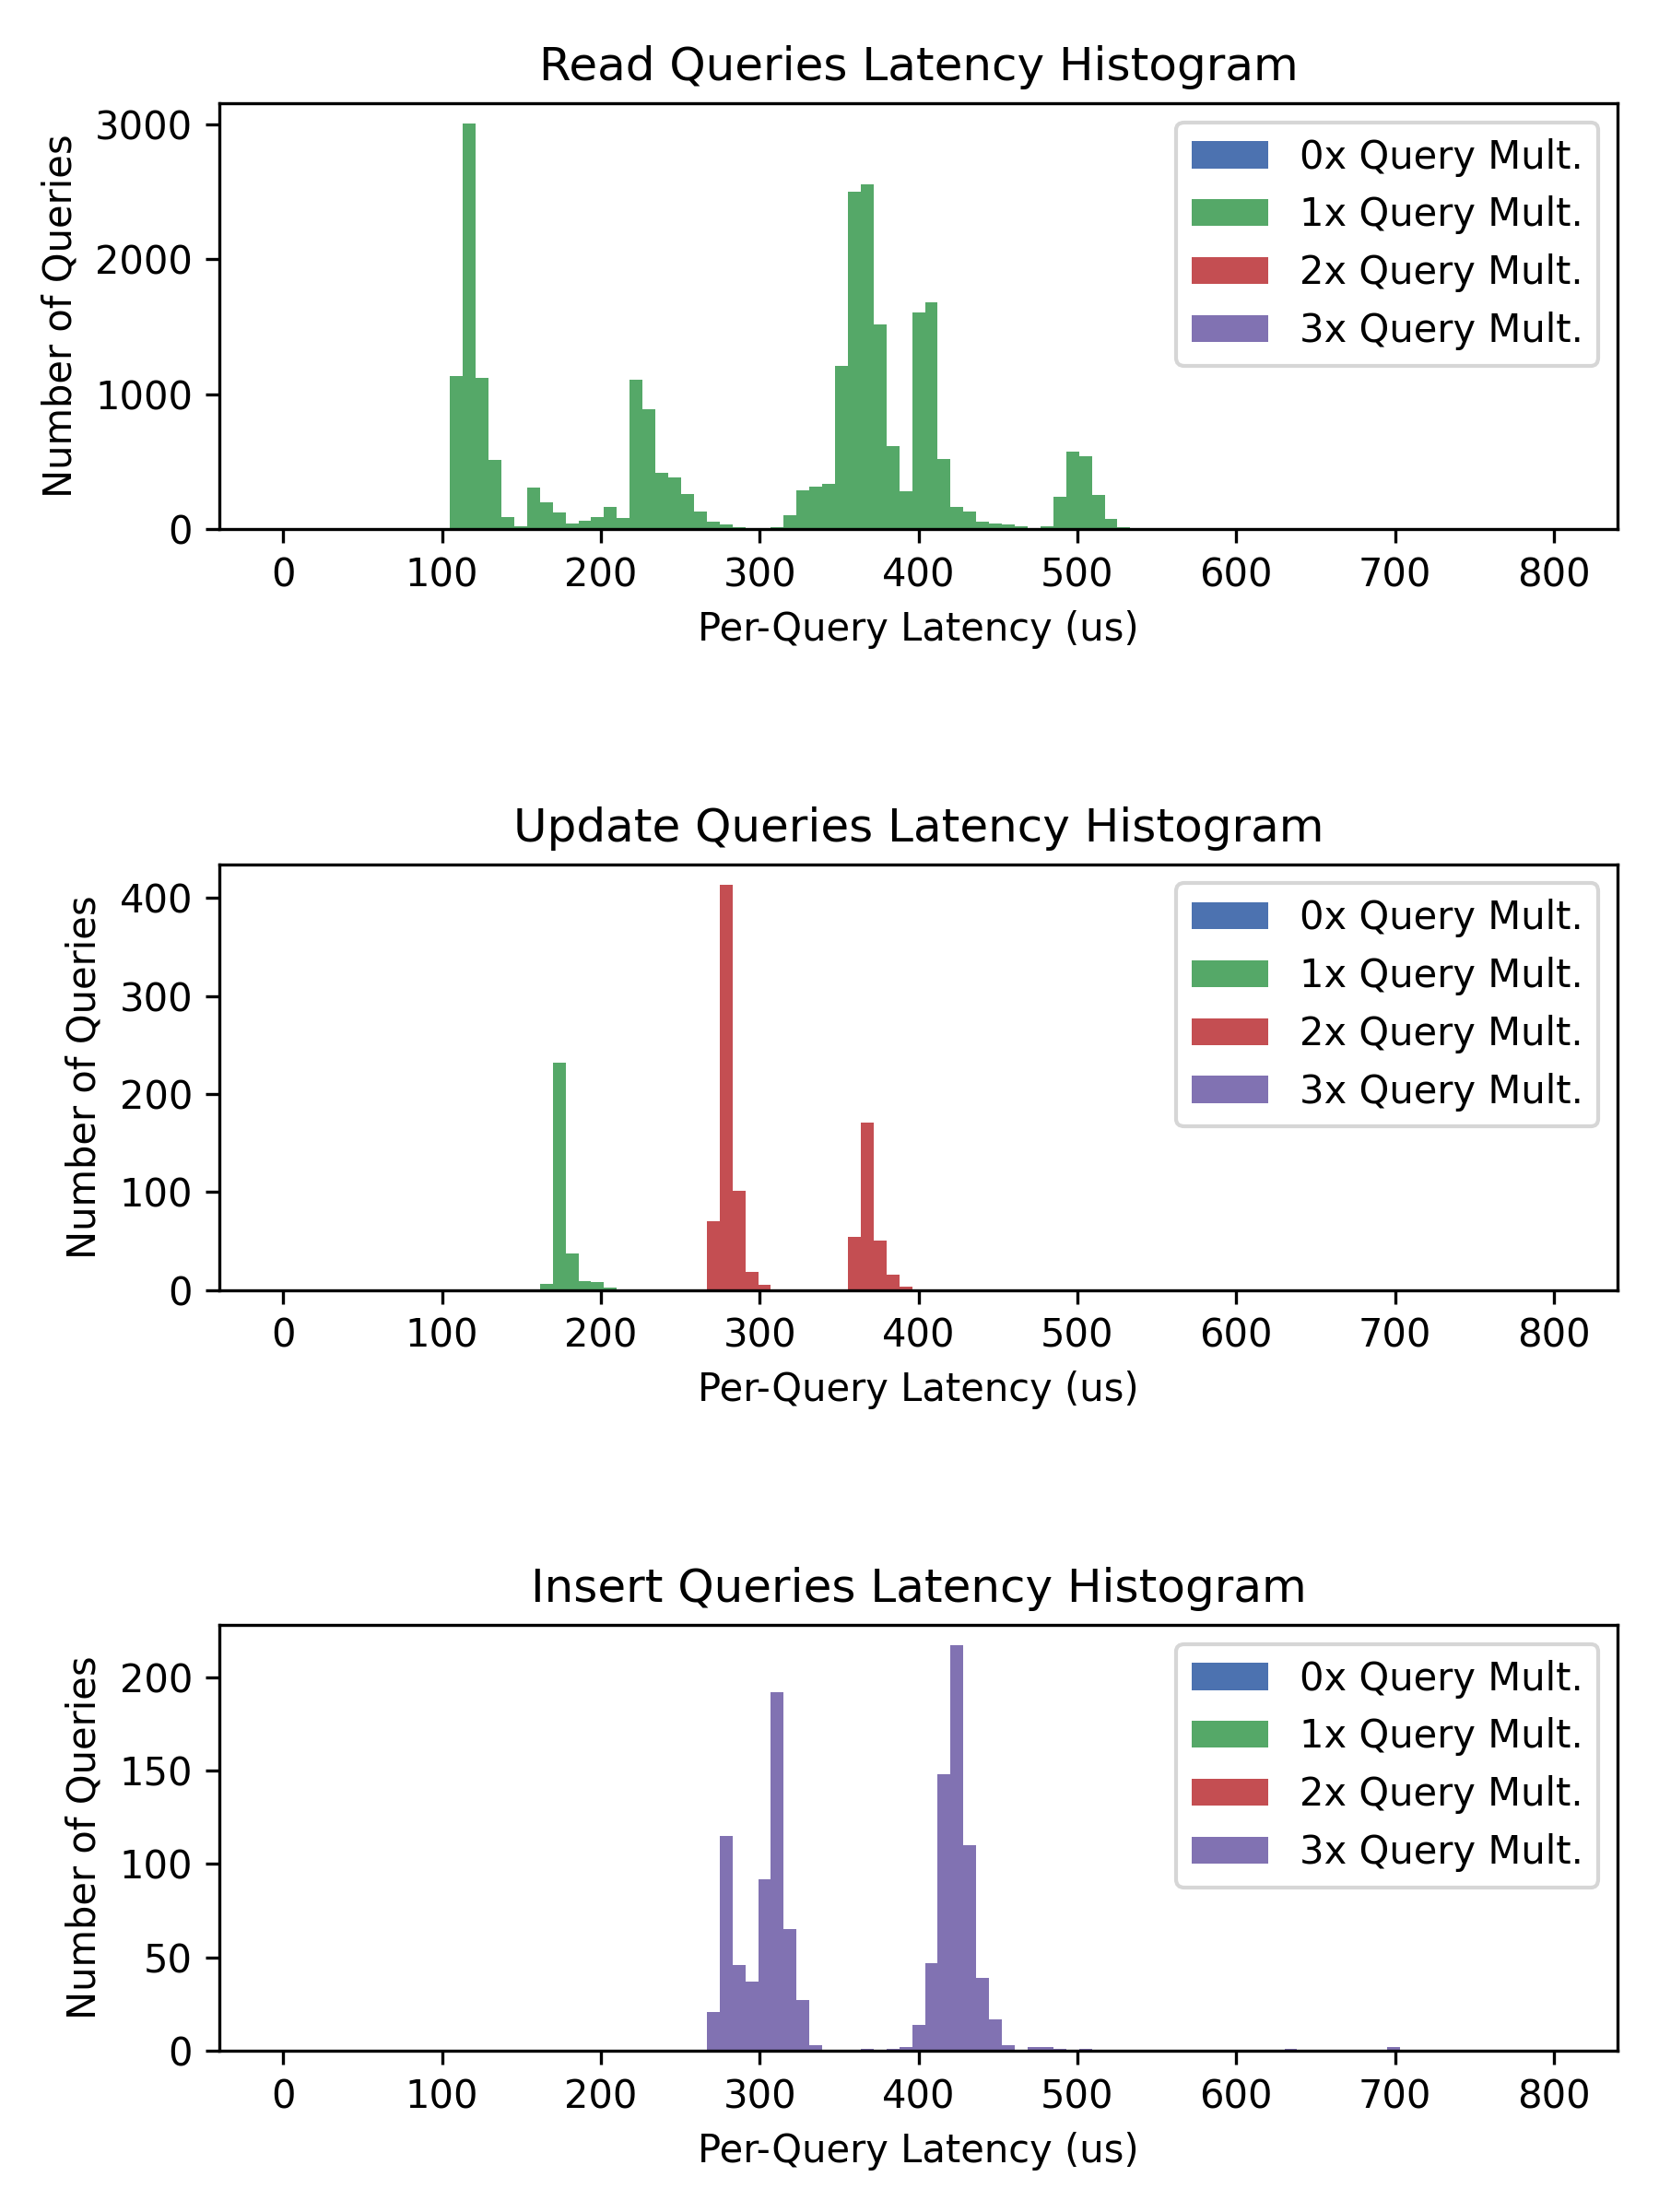 Read Queries Latency Histogram
Number of Queries
3000
2000
1000
0
0x Query Mult.
1x Query Mult.
2x Query Mult.
3x Query Mult.
0 100 200 300 400 500 600 700 800
Per-Query Latency (us)
Update Queries Latency Histogram
Number of Queries
400
300
200
100
0
0x Query Mult.
1x Query Mult.
2x Query Mult.
3x Query Mult.
0 100 200 300 400 500 600 700 800
Per-Query Latency (us)
Insert Queries Latency Histogram
Number of Queries
200
150
100
50
0
0x Query Mult.
1x Query Mult.
2x Query Mult.
3x Query Mult.
0 100 200 300 400 500 600 700 800
Per-Query Latency (us)